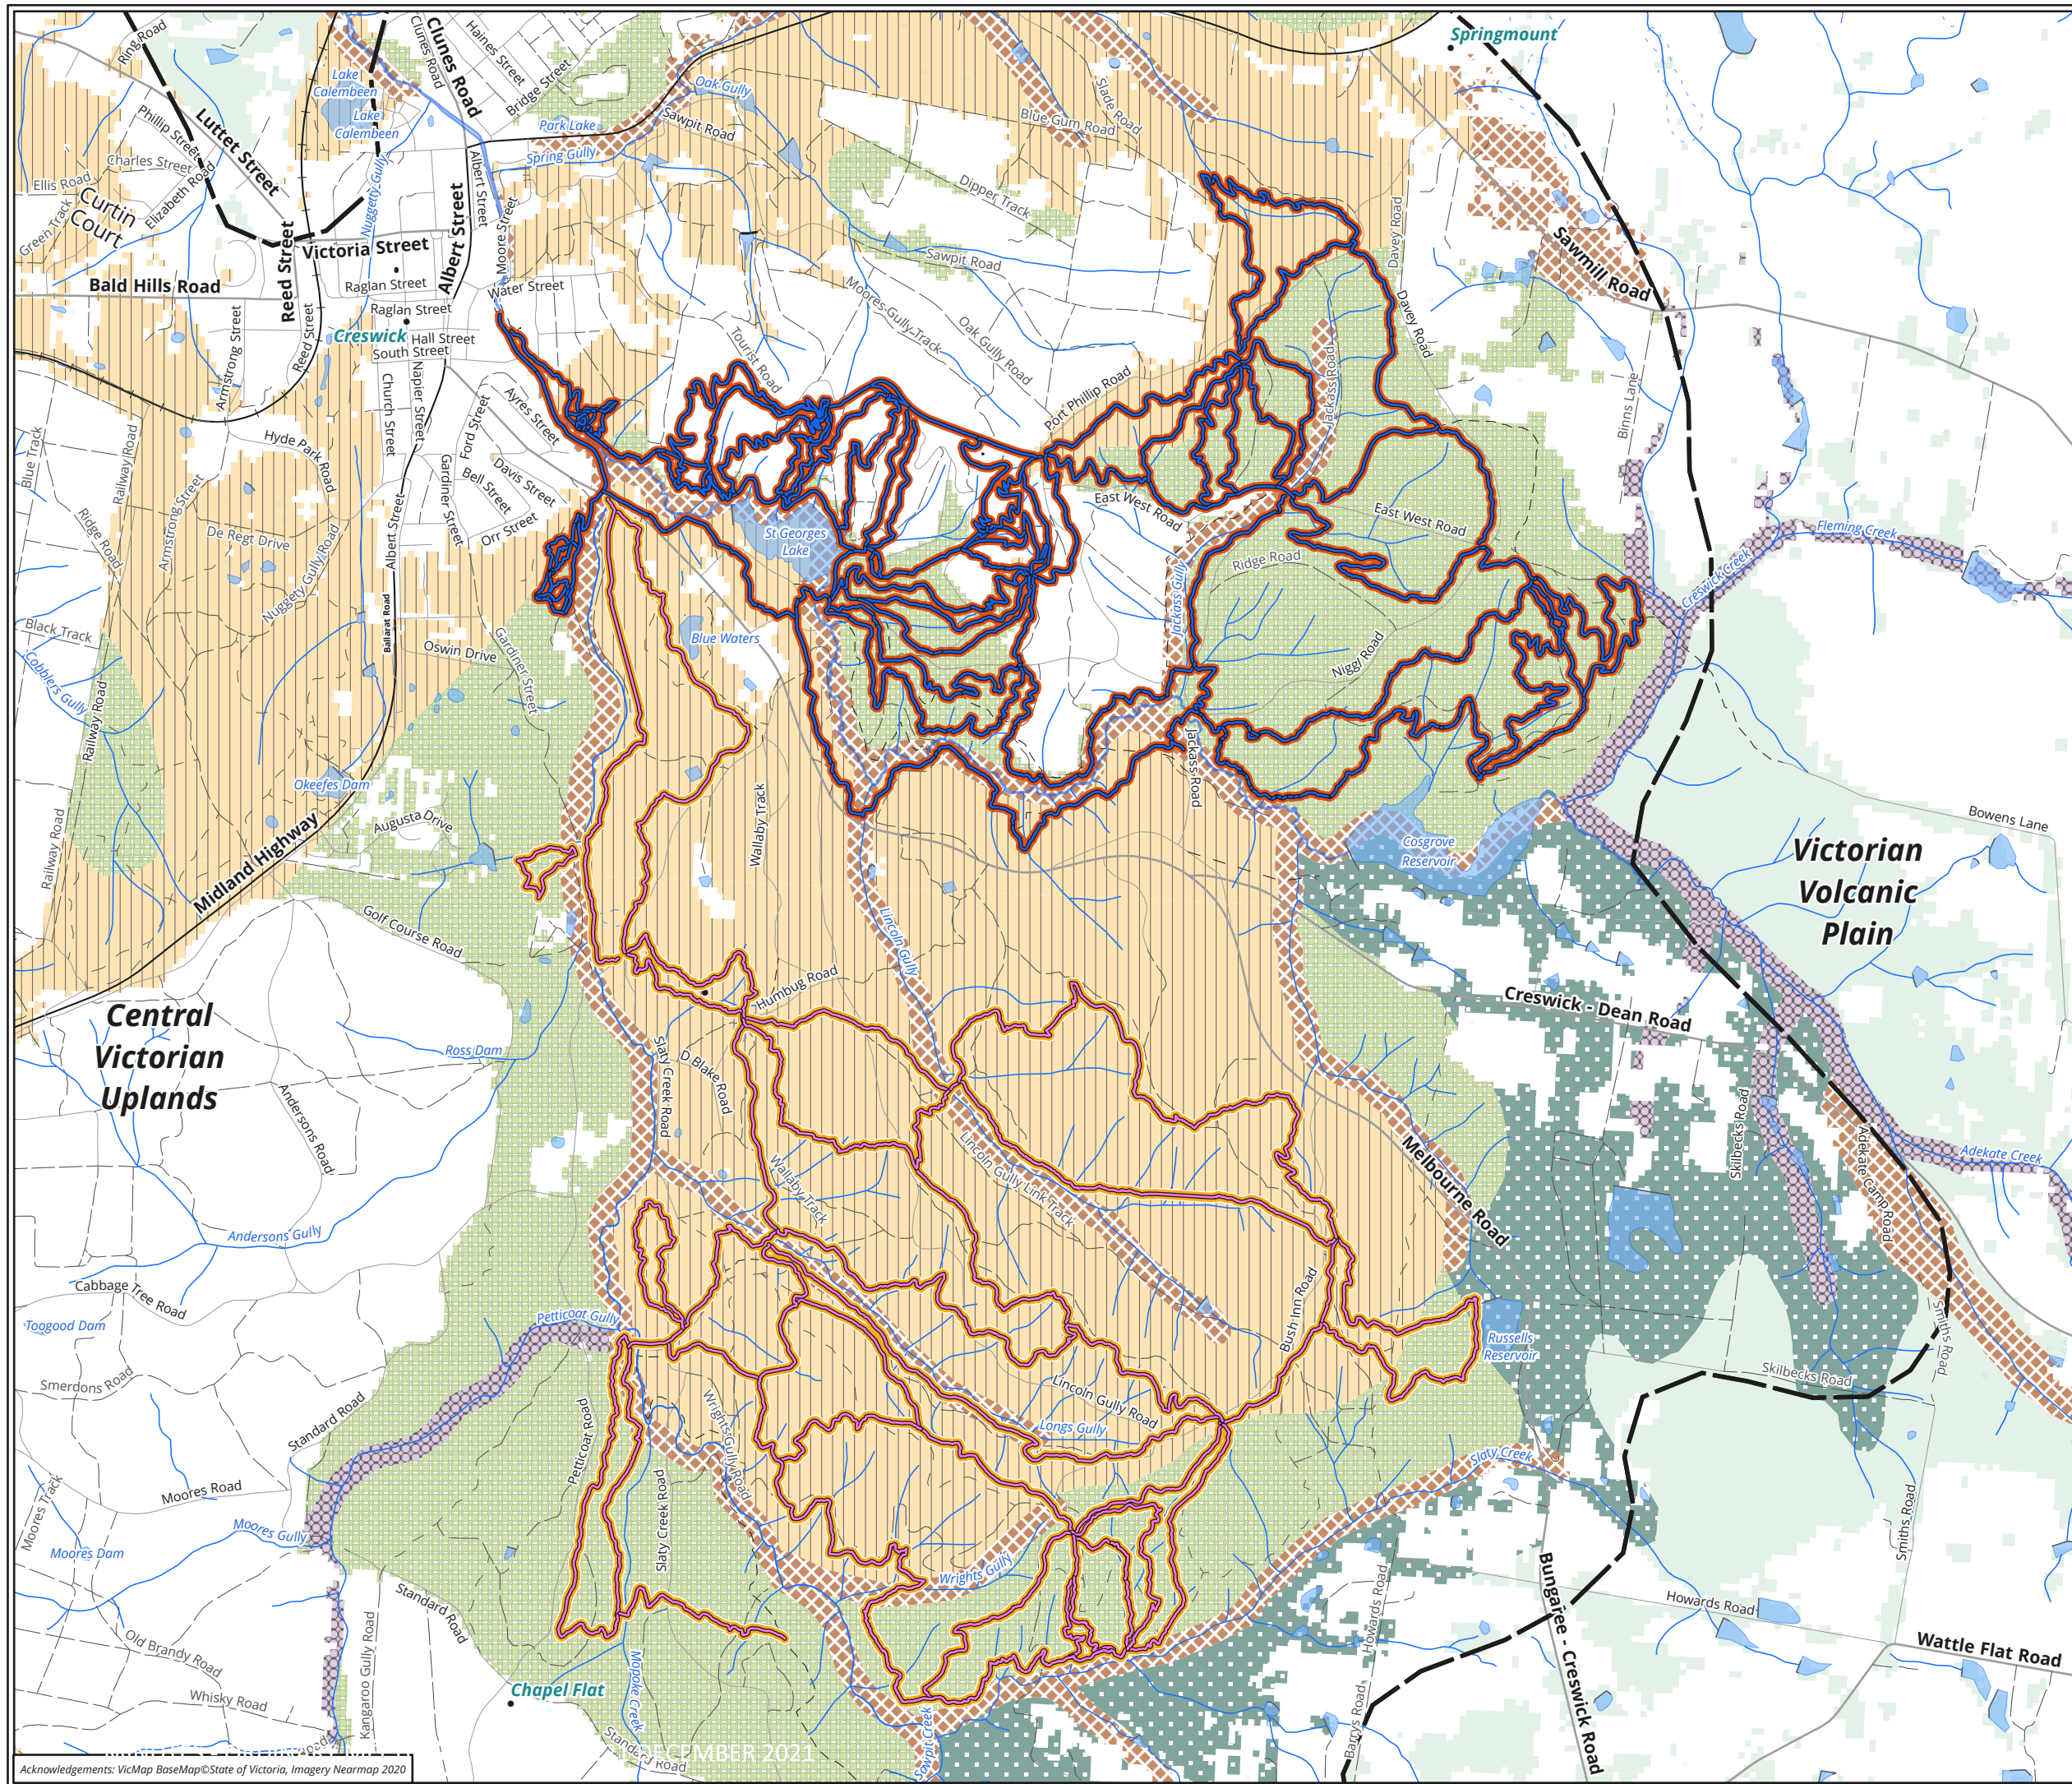 Springmount
Ring Road
Clunes Road
Clunes Road
Haines Street
Bridge Street
Lake
Calembeen
Lake
Calembeen
Oak Gully
Slade Road
Blue Gum Road
Phillip Street
Luttet Street
Park Lake
Sawpit Road
Charles Street
Spring Gully
Ellis Road
Elizabeth Road
Nuggetty Gully
Albert Street
Albert Street
Green Track
Curtin
Court
Dipper Track
Moore Street
Davey Road
Victoria Street
Reed Street
Sawpit Road
Sawmill Road
Bald Hills Road
Raglan Street
Water Street
Raglan Street
Moores Gully Track
Oak Gully Road
Davey Road
Creswick
Hall Street
South Street
Reed Street
Armstrong Street
Tourist Road
Jackass Road
Binns Lane
Port Phillip Road
Church Street
Napier Street
Ayres Street
Ford Street
Blue Track
Railway Road
Hyde Park Road
Davis Street
Bell Street
Gardiner Street
Orr Street
Armstrong Street
Ridge Road
De Regt Drive
Nuggety Gully Road
Albert Street
East West Road
East West Road
St Georges
Lake
Ridge Road
Fleming Creek
Creswick Creek
Jackass Gully
Ballarat Road
Black Track
Cobblers Gully
Oswin Drive
Gardiner Street
Blue Waters
Niggl Road
Railway Road
Okeefes Dam
Augusta Drive
Jackass Road
Wallaby Track
Railway Road
Midland Highway
Cosgrove
Reservoir
Bowens Lane
Victorian
Volcanic
Plain
Golf Course Road
Lincoln Gully
Humbug Road
Creswick - Dean Road
Central
Victorian
Uplands
Ross Dam
Slaty Creek Road
D Blake Road
Andersons Road
Skilbecks Road
Adekate Creek
Adekate Camp Road
Melbourne Road
Lincoln Gully Link Track
Wallaby Track
Andersons Gully
Cabbage Tree Road
Bush Inn Road
Toogood Dam
Petticoat Gully
Russells
Reservoir
Smiths Road
Skilbecks Road
Smerdons Road
Standard Road
Petticoat Road
Wrights Gully Road
Lincoln Gully Road
Longs Gully
Slaty Creek
Moores Road
Moores Track
Slaty Creek Road
Moores Gully
Moores Dam
Smiths Road
Wrights Gully
Standard Road
Howards Road
Howards Road
Bungaree - Creswick Road
Wattle Flat Road
Old Brandy Road
Kangaroo Gully Road
Mopoke Creek
Chapel Flat
Whisky Road
Barrys Road
Sawpit Creek
Standard Road
DECEMBER 2021
Acknowledgements: VicMap BaseMap©State of Victoria, Imagery Nearmap 2020